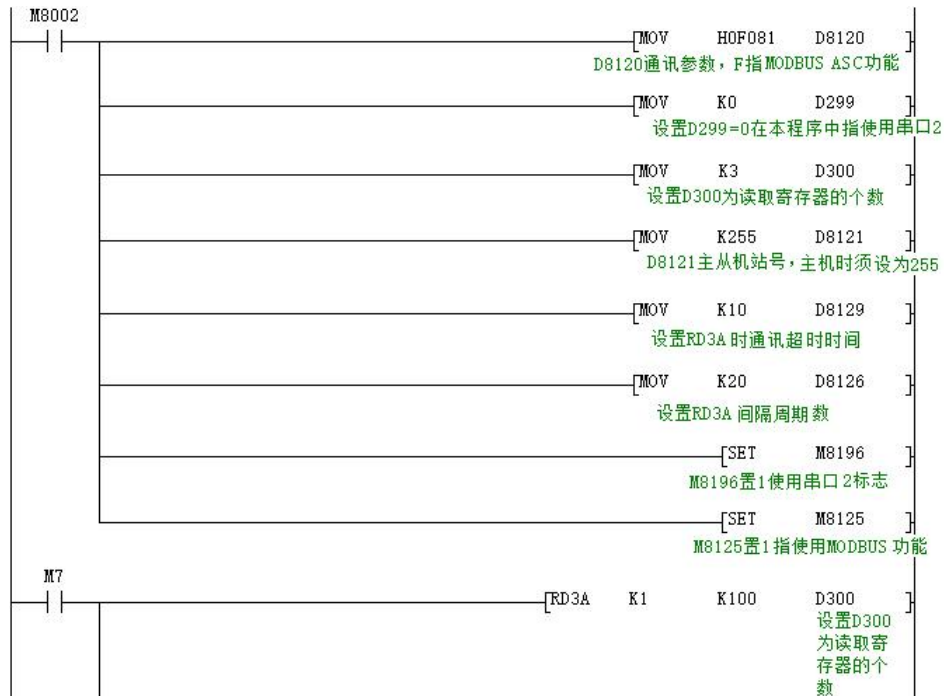 M8002
[MOV H0F081 D8120 ]
D8120通讯参数，F指MODBUS ASC功能
[MOV K0 D299 ]
设置D299=0在本程序中指使用串口2
[MOV K3 D300 ]
设置D300为读取寄存器的个数
[MOV K255 D8121 ]
D8121主从机站号，主机时须设为255
[MOV K10 D8129 ]
设置RD3A时通讯超时时间
[MOV K20 D8126 ]
设置RD3A间隔周期数
[SET M8196 ]
M8196置1使用串口2标志
[SET M8125 ]
M8125置1指使用MODBUS功能
M7
[RD3A K1 K100 D300 ]
设置D300
为读取寄
存器的个
数